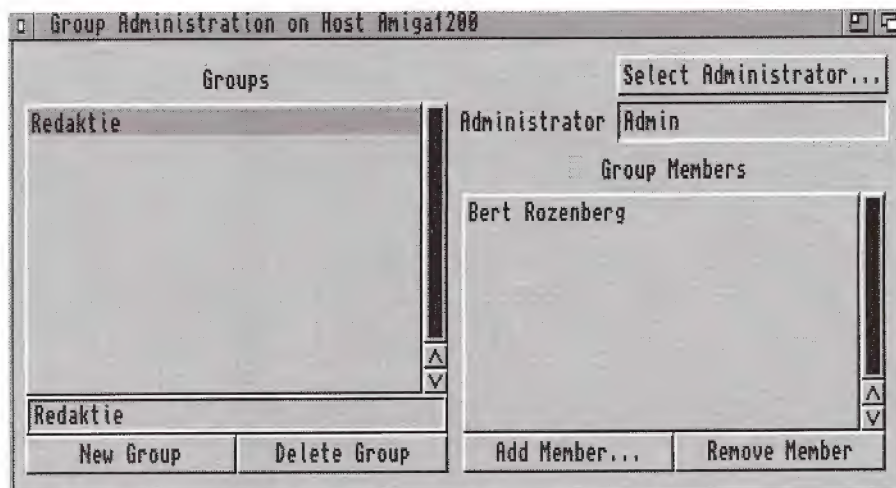 Group Administration on Host Amiga1200
Groups
Redaktie
Redaktie
New Group
Delete Group
Select Administrator...
Administrator
Admin
Group Members
Bert Rozenberg
Add Member...
Remove Member